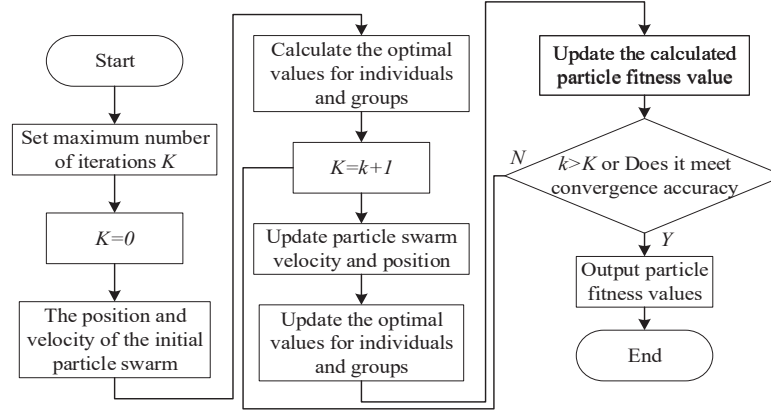 Start
Set maximum number
of iterations K
K=0
The position and
velocity of the initial
particle swarm
Calculate the optimal
values for individuals
and groups
K=k+1
Update particle swarm
velocity and position
Update the optimal
values for individuals
and groups
Update the calculated
particle fitness value
N
k>K or Does it meet
convergence accuracy
Y
Output particle
fitness values
End